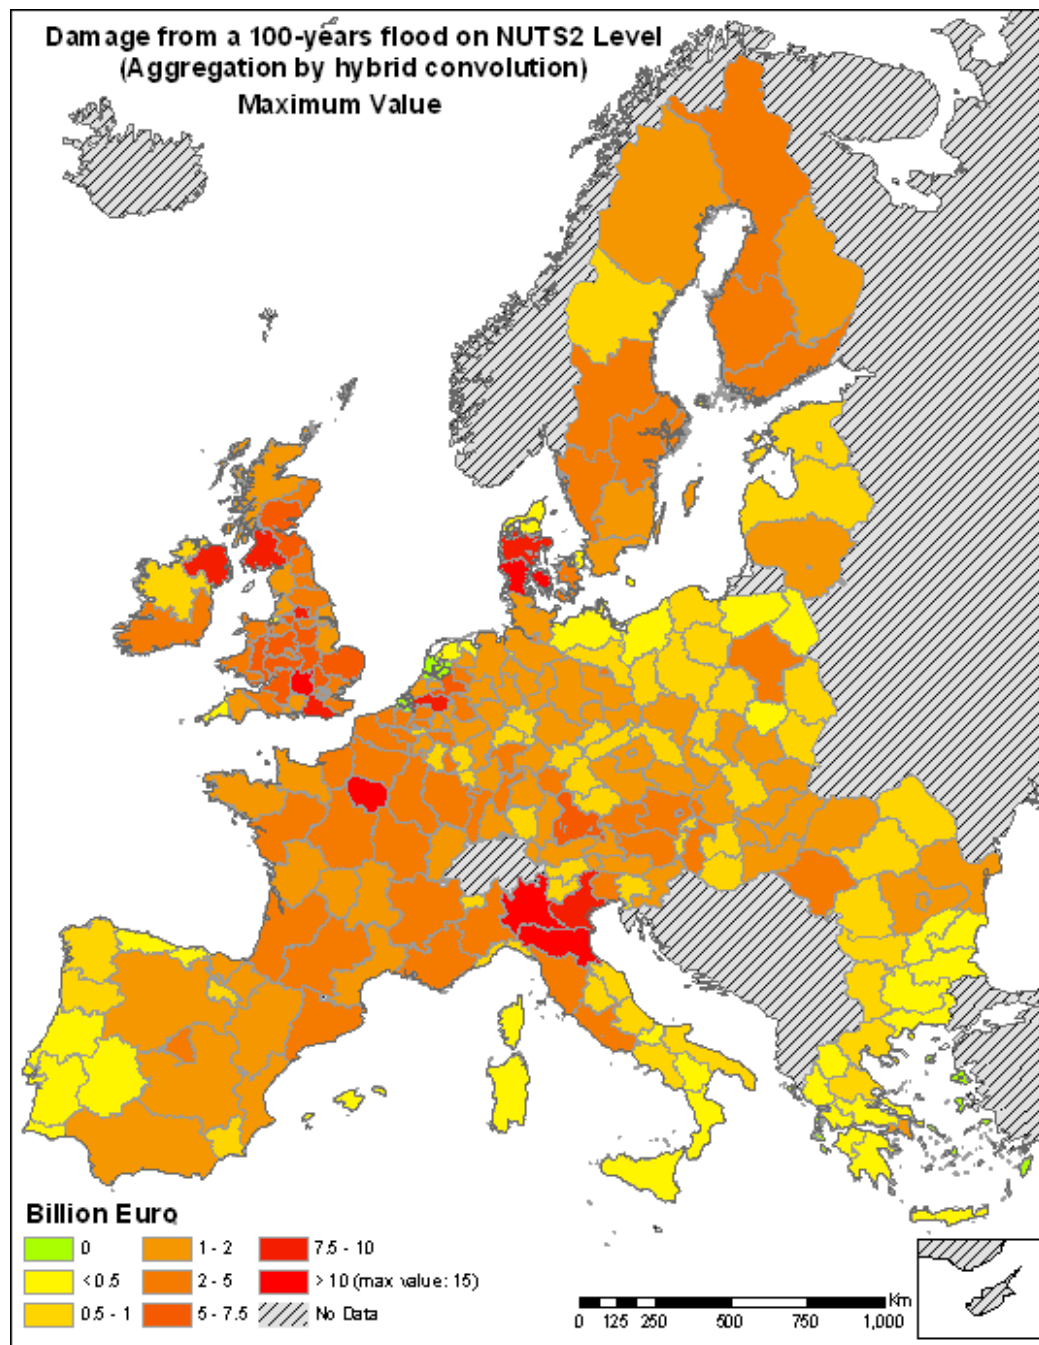 Damage from a 100-years flood on NUTS2 Level
(Aggregation by hybrid convolution)
Maximum Value
Billion Euro
0
< 0.5
0.5 - 1
1 - 2
2 - 5
5 - 7.5
7.5 - 10
> 10 (max value: 15)
No Data
Km
0 125 250 500 750 1,000